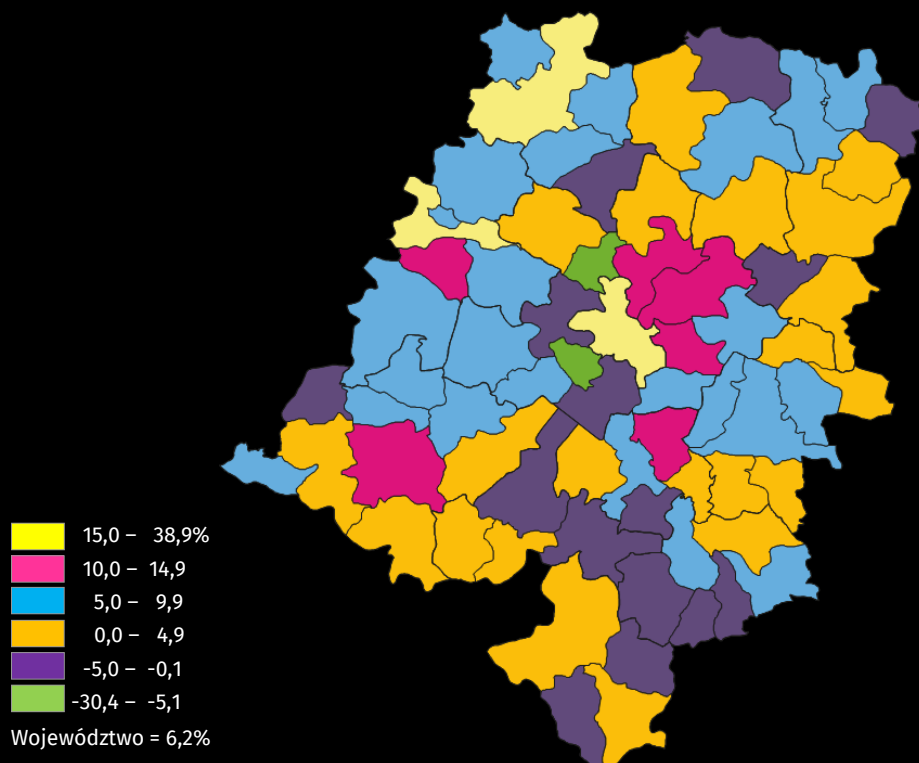 15,0 – 38,9%
10,0 – 14,9
5,0 – 9,9
0,0 – 4,9
-5,0 – -0,1
-30,4 – -5,1
Województwo = 6,2%